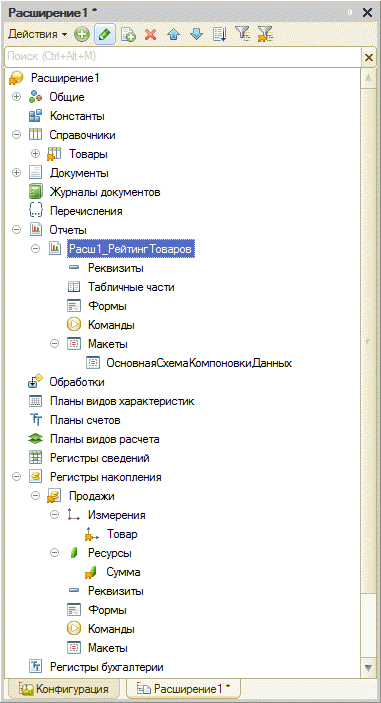 Расширение1 *
Действия
Поиск (Ctrl+Alt+M)
Расширение1
Общие
Константы
Справочники
Товары
Документы
Журналы документов
Перечисления
Отчеты
Расш1_РейтингТоваров
Реквизиты
Табличные части
Формы
Команды
Макеты
ОсновнаяСхемаКомпоновкиДанных
Обработки
Планы видов характеристик
Планы счетов
Планы видов расчета
Регистры сведений
Регистры накопления
Продажи
Измерения
Товар
Ресурсы
Сумма
Реквизиты
Формы
Команды
Макеты
Регистры бухгалтерии
Конфигурация Расширение1 *